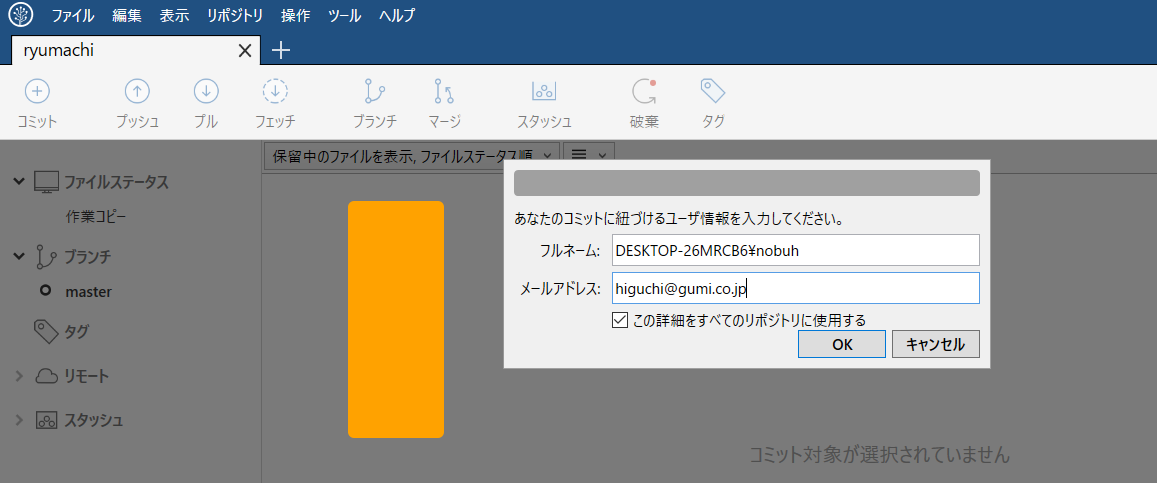 ファイル 編集 表示 リポジトリ 操作 ツール ヘルプ
ryumachi
コミット プッシュ プル フェッチ ブランチ マージ スタッシュ 破棄 タグ
保留中のファイルを表示, ファイルステータス順
ファイルステータス
作業コピー
ブランチ
master
タグ
リモート
スタッシュ
あなたのコミットに紐づけるユーザ情報を入力してください。
フルネーム: DESKTOP-26MRCB6¥nobuh
メールアドレス: higuchi@gumi.co.jp
この詳細をすべてのリポジトリに使用する
OK キャンセル
コミット対象が選択されていません